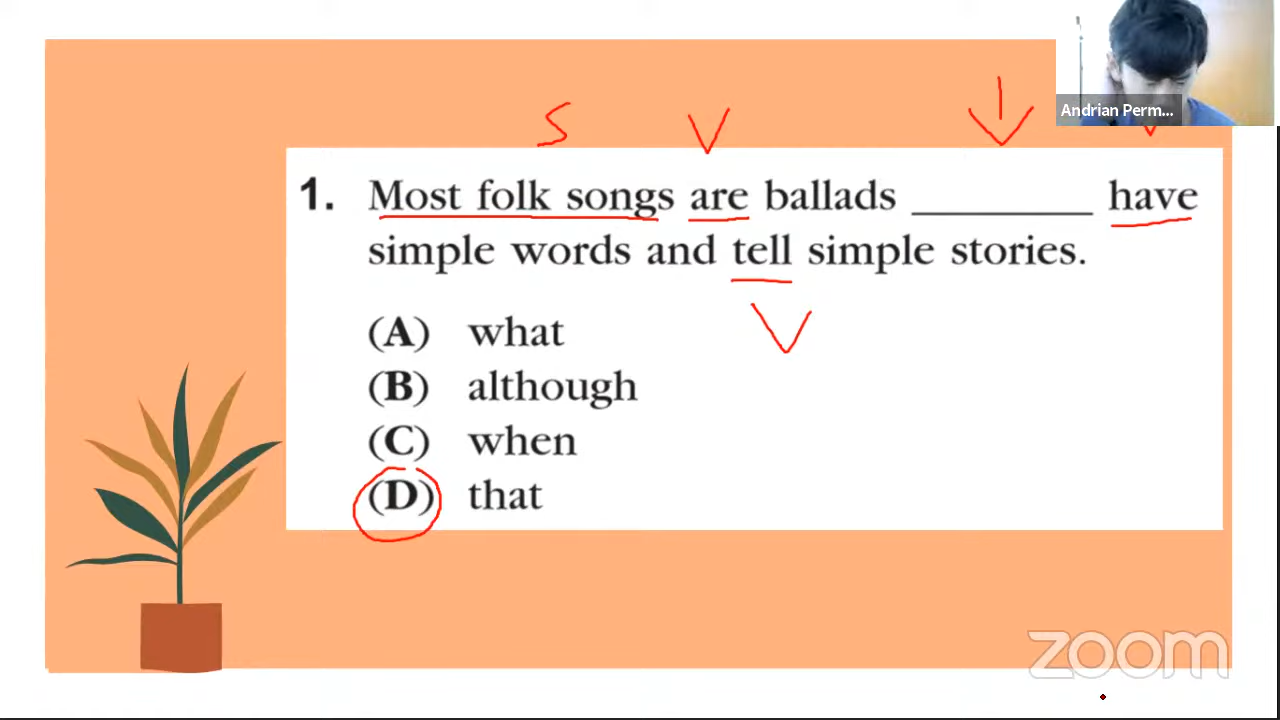 Andrian Perm...
S V V
1. Most folk songs are ballads __________ have
simple words and tell simple stories.
V
(A) what
(B) although
(C) when
(D) that
zoom